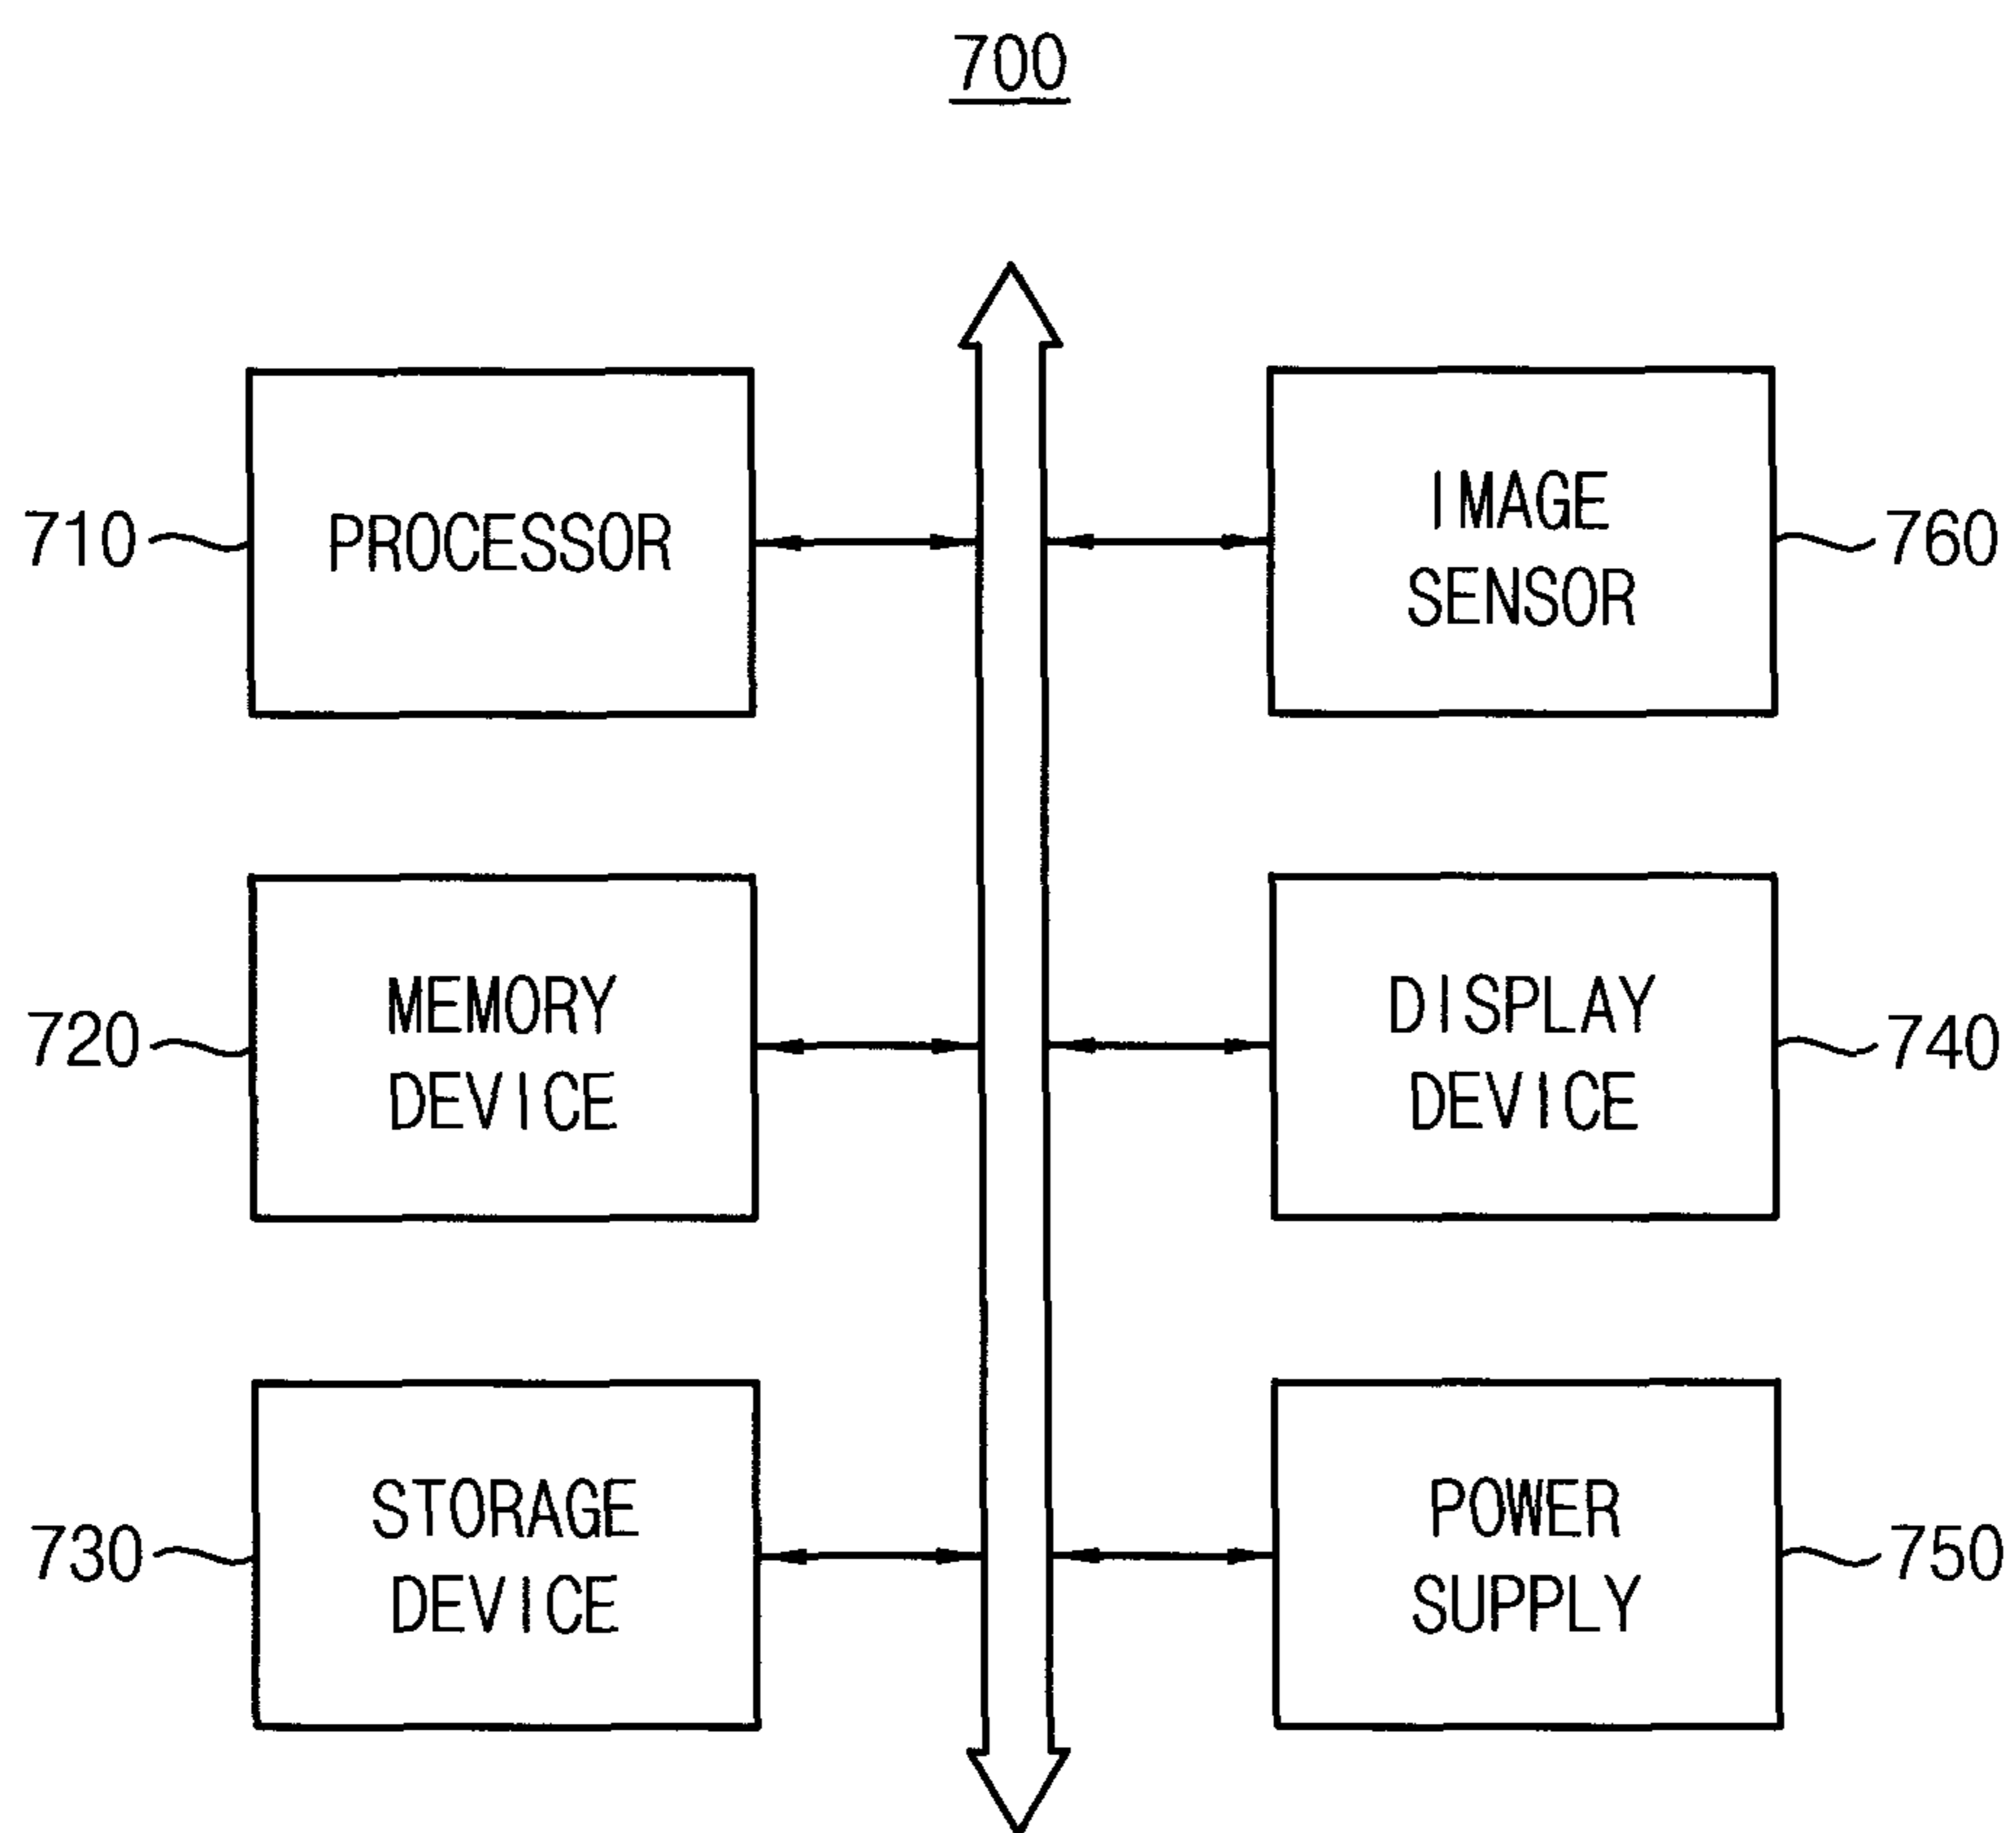 700
710
PROCESSOR
IMAGE
SENSOR
760
720
MEMORY
DEVICE
DISPLAY
DEVICE
740
730
STORAGE
DEVICE
POWER
SUPPLY
750